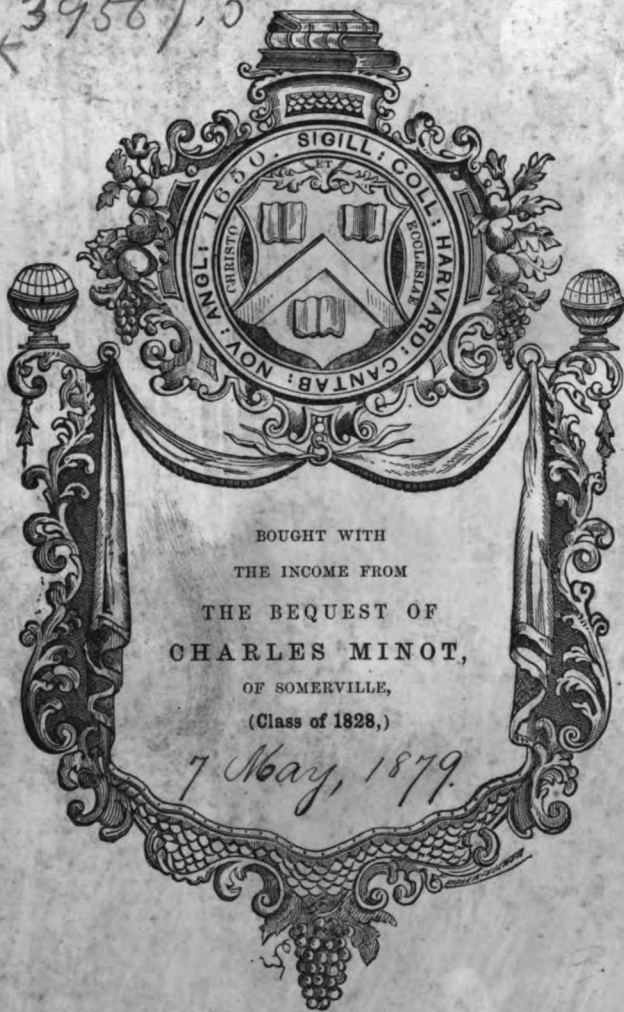 39567.5
SIGILL: COLL: HARVARD: CANTAB: NOV: ANGL: 1650.
ET
CHRISTO
ECCLESIAE
BOUGHT WITH
THE INCOME FROM
THE BEQUEST OF
CHARLES MINOT,
OF SOMERVILLE,
(Class of 1828,)
7 May, 1879.